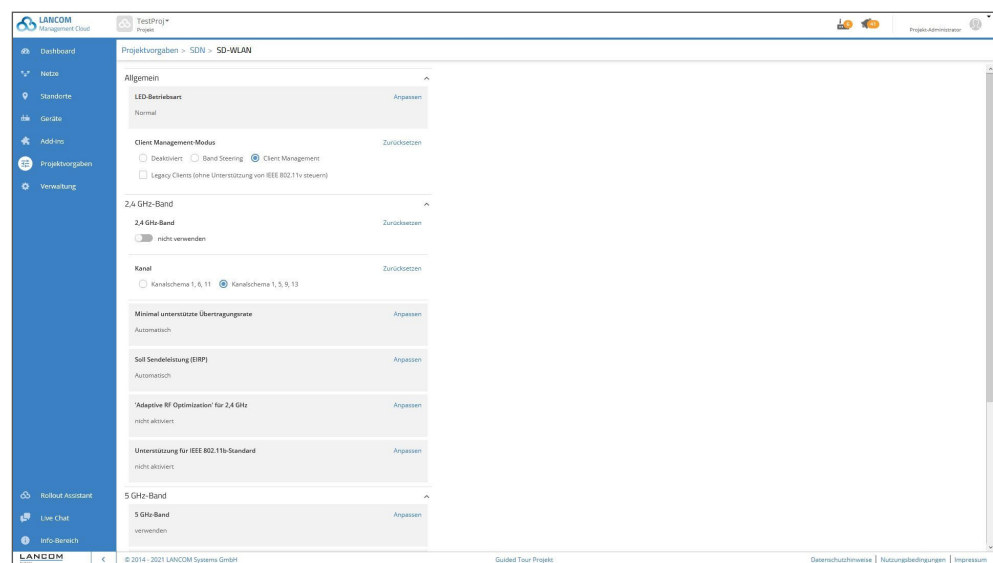 LANCOM
Management Cloud
TestProj
Projekt
Projekt-Administrator
Dashboard
Netze
Standorte
Geräte
Add-ins
Projektvorgaben
Verwaltung
Rollout Assistant
Live Chat
Info-Bereich
LANCOM
<
Projektvorgaben > SDN > SD-WLAN
Allgemein
LED-Betriebsart Anpassen
Normal
Client Management-Modus Zurücksetzen
Deaktiviert Band Steering Client Management
Legacy Clients (ohne Unterstützung von IEEE 802.11v steuern)
2,4 GHz-Band
2,4 GHz-Band Zurücksetzen
nicht verwenden
Kanal Zurücksetzen
Kanalschema 1, 6, 11 Kanalschema 1, 5, 9, 13
Minimal unterstützte Übertragungsrate Anpassen
Automatisch
Soll Sendeleistung (EIRP) Anpassen
Automatisch
'Adaptive RF Optimization' für 2,4 GHz Anpassen
nicht aktiviert
Unterstützung für IEEE 802.11b-Standard Anpassen
nicht aktiviert
5 GHz-Band
5 GHz-Band Anpassen
verwenden
© 2014 - 2021 LANCOM Systems GmbH Guided Tour Projekt Datenschutzhinweise | Nutzungsbedingungen | Impressum